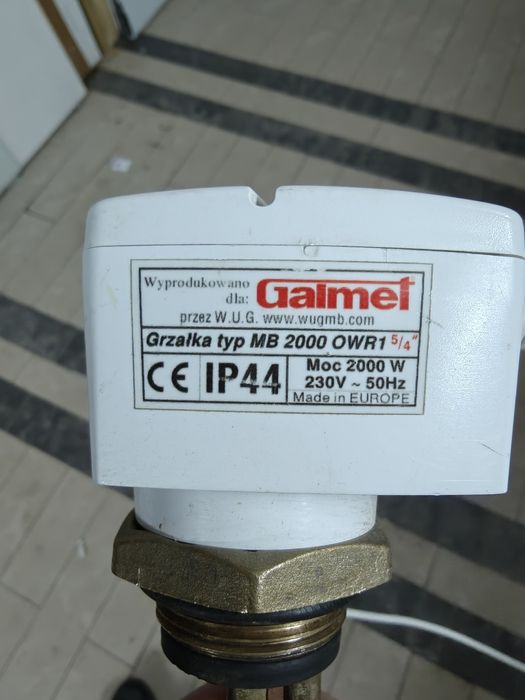 Wyprodukowano
dla:
Galmet
przez W.U.G. www.wugmb.com
Grzałka typ MB 2000 OWR1 5/4"
CE IP44
Moc 2000 W
230V ~ 50Hz
Made in EUROPE